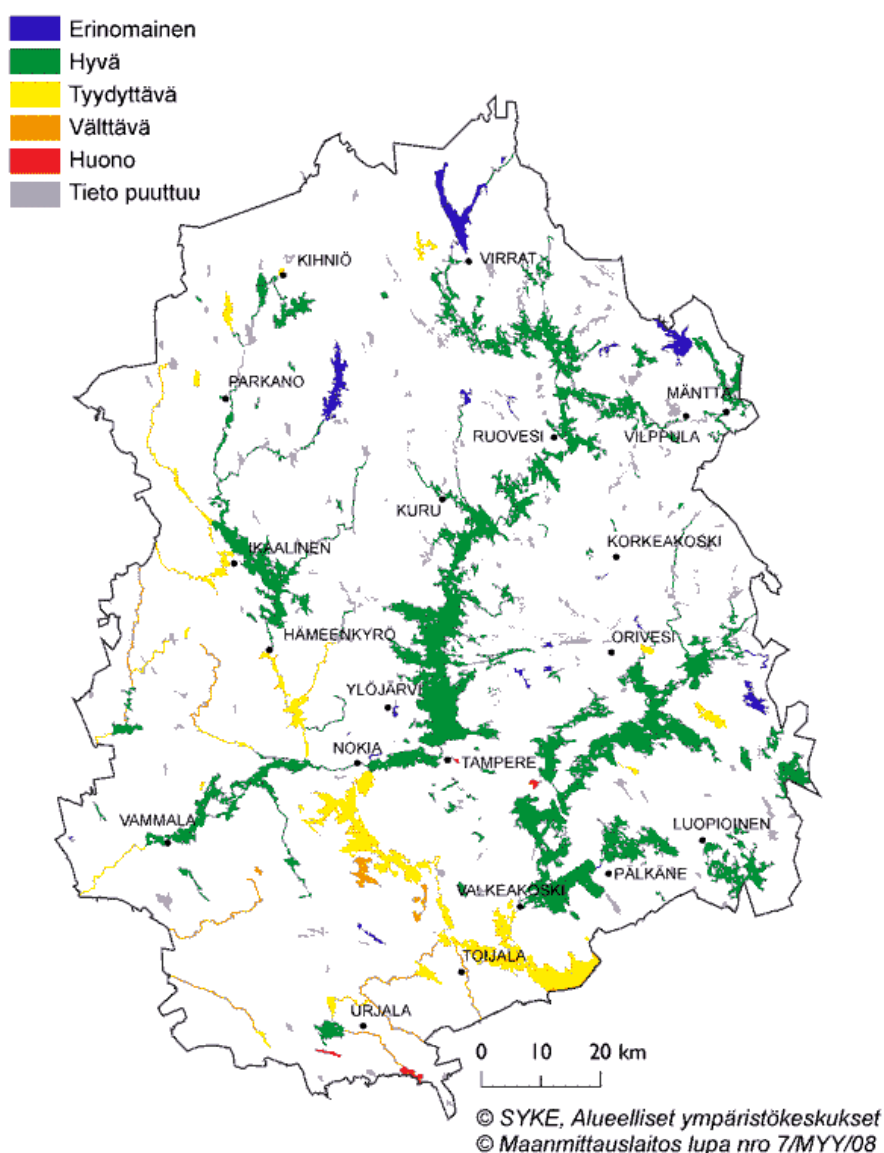 Erinomainen
Hyvä
Tyydyttävä
Välttävä
Huono
Tieto puuttuu
KIHNIÖ
VIRRAT
PARKANO
MÄNTTÄ
RUOVESI
VILPPULA
KURU
IKAALINEN
KORKEAKOSKI
HÄMEENKYRÖ
ORIVESI
YLÖJÄRVI
NOKIA
TAMPERE
VAMMALA
LUOPIOINEN
PÄLKÄNE
VALKEAKOSKI
TOIJALA
URJALA
0 10 20 km
© SYKE, Alueelliset ympäristökeskukset
© Maanmittauslaitos lupa nro 7/MYY/08